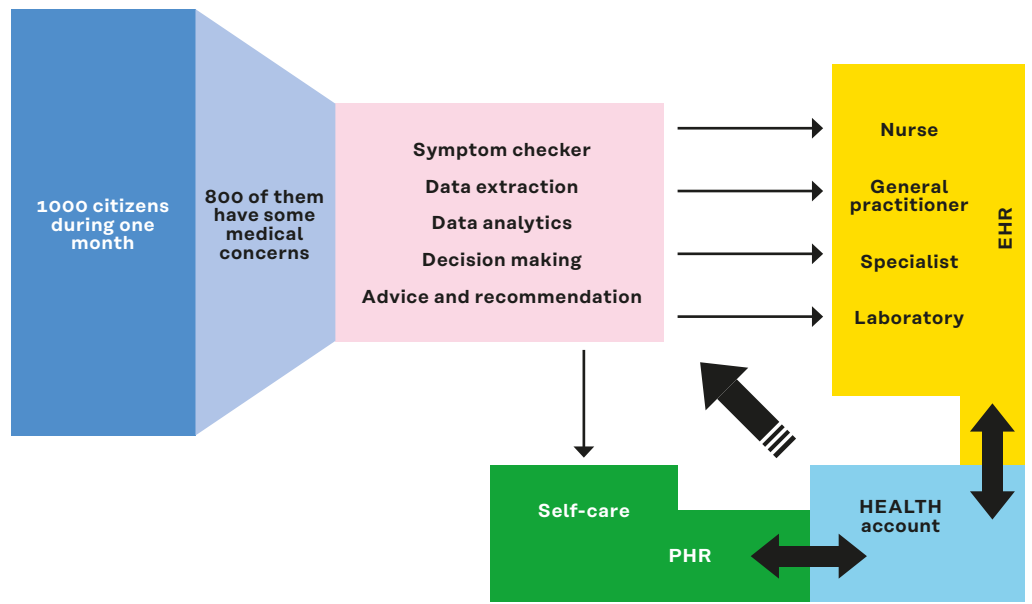 1000 citizens
during one
month
800 of them
have some
medical
concerns
Symptom checker
Data extraction
Data analytics
Decision making
Advice and recommendation
Nurse
General
practitioner
Specialist
Laboratory
EHR
Self-care
PHR
HEALTH
account